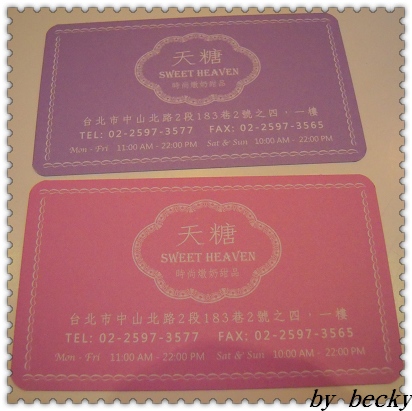 天糖
SWEET HEAVEN
時尚燉奶甜品
台北市中山北路2段183巷2號之四．一樓
TEL: 02-2597-3577 FAX: 02-2597-3565
Mon - Fri 11:00 AM - 22:00 PM Sat & Sun 10:00 AM - 22:00 PM
天糖
SWEET HEAVEN
時尚燉奶甜品
台北市中山北路2段183巷2號之四．一樓
TEL: 02-2597-3577 FAX: 02-2597-3565
Mon - Fri 11:00 AM - 22:00 PM Sat & Sun 10:00 AM - 22:00 PM
by becky